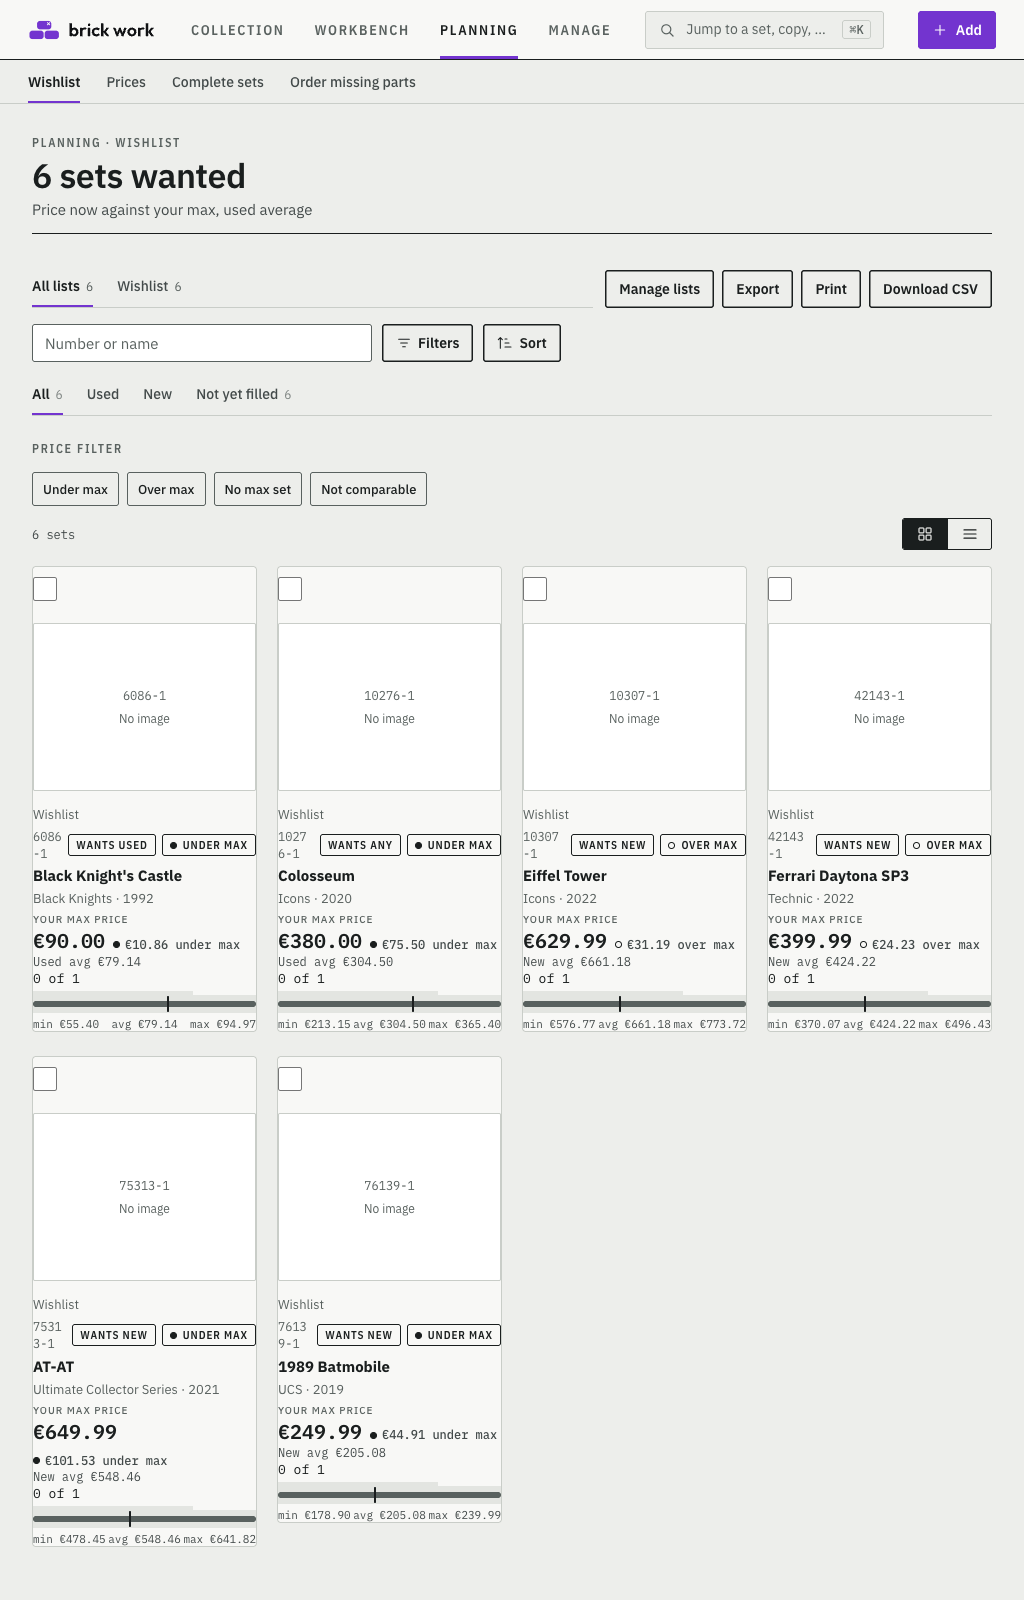 brick work
COLLECTION WORKBENCH PLANNING MANAGE
Jump to a set, copy, ... ⌘K
+ Add
Wishlist Prices Complete sets Order missing parts
PLANNING · WISHLIST
6 sets wanted
Price now against your max, used average
All lists 6 Wishlist 6
Manage lists Export Print Download CSV
Number or name
Filters Sort
All 6 Used New Not yet filled 6
PRICE FILTER
Under max Over max No max set Not comparable
6 sets
6086-1
No image
Wishlist
6086
-1
WANTS USED UNDER MAX
Black Knight's Castle
Black Knights · 1992
YOUR MAX PRICE
€90.00 €10.86 under max
Used avg €79.14
0 of 1
min €55.40 avg €79.14 max €94.97
10276-1
No image
Wishlist
1027
6-1
WANTS ANY UNDER MAX
Colosseum
Icons · 2020
YOUR MAX PRICE
€380.00 €75.50 under max
Used avg €304.50
0 of 1
min €213.15 avg €304.50 max €365.40
10307-1
No image
Wishlist
10307
-1
WANTS NEW OVER MAX
Eiffel Tower
Icons · 2022
YOUR MAX PRICE
€629.99 €31.19 over max
New avg €661.18
0 of 1
min €576.77 avg €661.18 max €773.72
42143-1
No image
Wishlist
42143
-1
WANTS NEW OVER MAX
Ferrari Daytona SP3
Technic · 2022
YOUR MAX PRICE
€399.99 €24.23 over max
New avg €424.22
0 of 1
min €370.07 avg €424.22 max €496.43
75313-1
No image
Wishlist
7531
3-1
WANTS NEW UNDER MAX
AT-AT
Ultimate Collector Series · 2021
YOUR MAX PRICE
€649.99
€101.53 under max
New avg €548.46
0 of 1
min €478.45 avg €548.46 max €641.82
76139-1
No image
Wishlist
7613
9-1
WANTS NEW UNDER MAX
1989 Batmobile
UCS · 2019
YOUR MAX PRICE
€249.99 €44.91 under max
New avg €205.08
0 of 1
min €178.90 avg €205.08 max €239.99